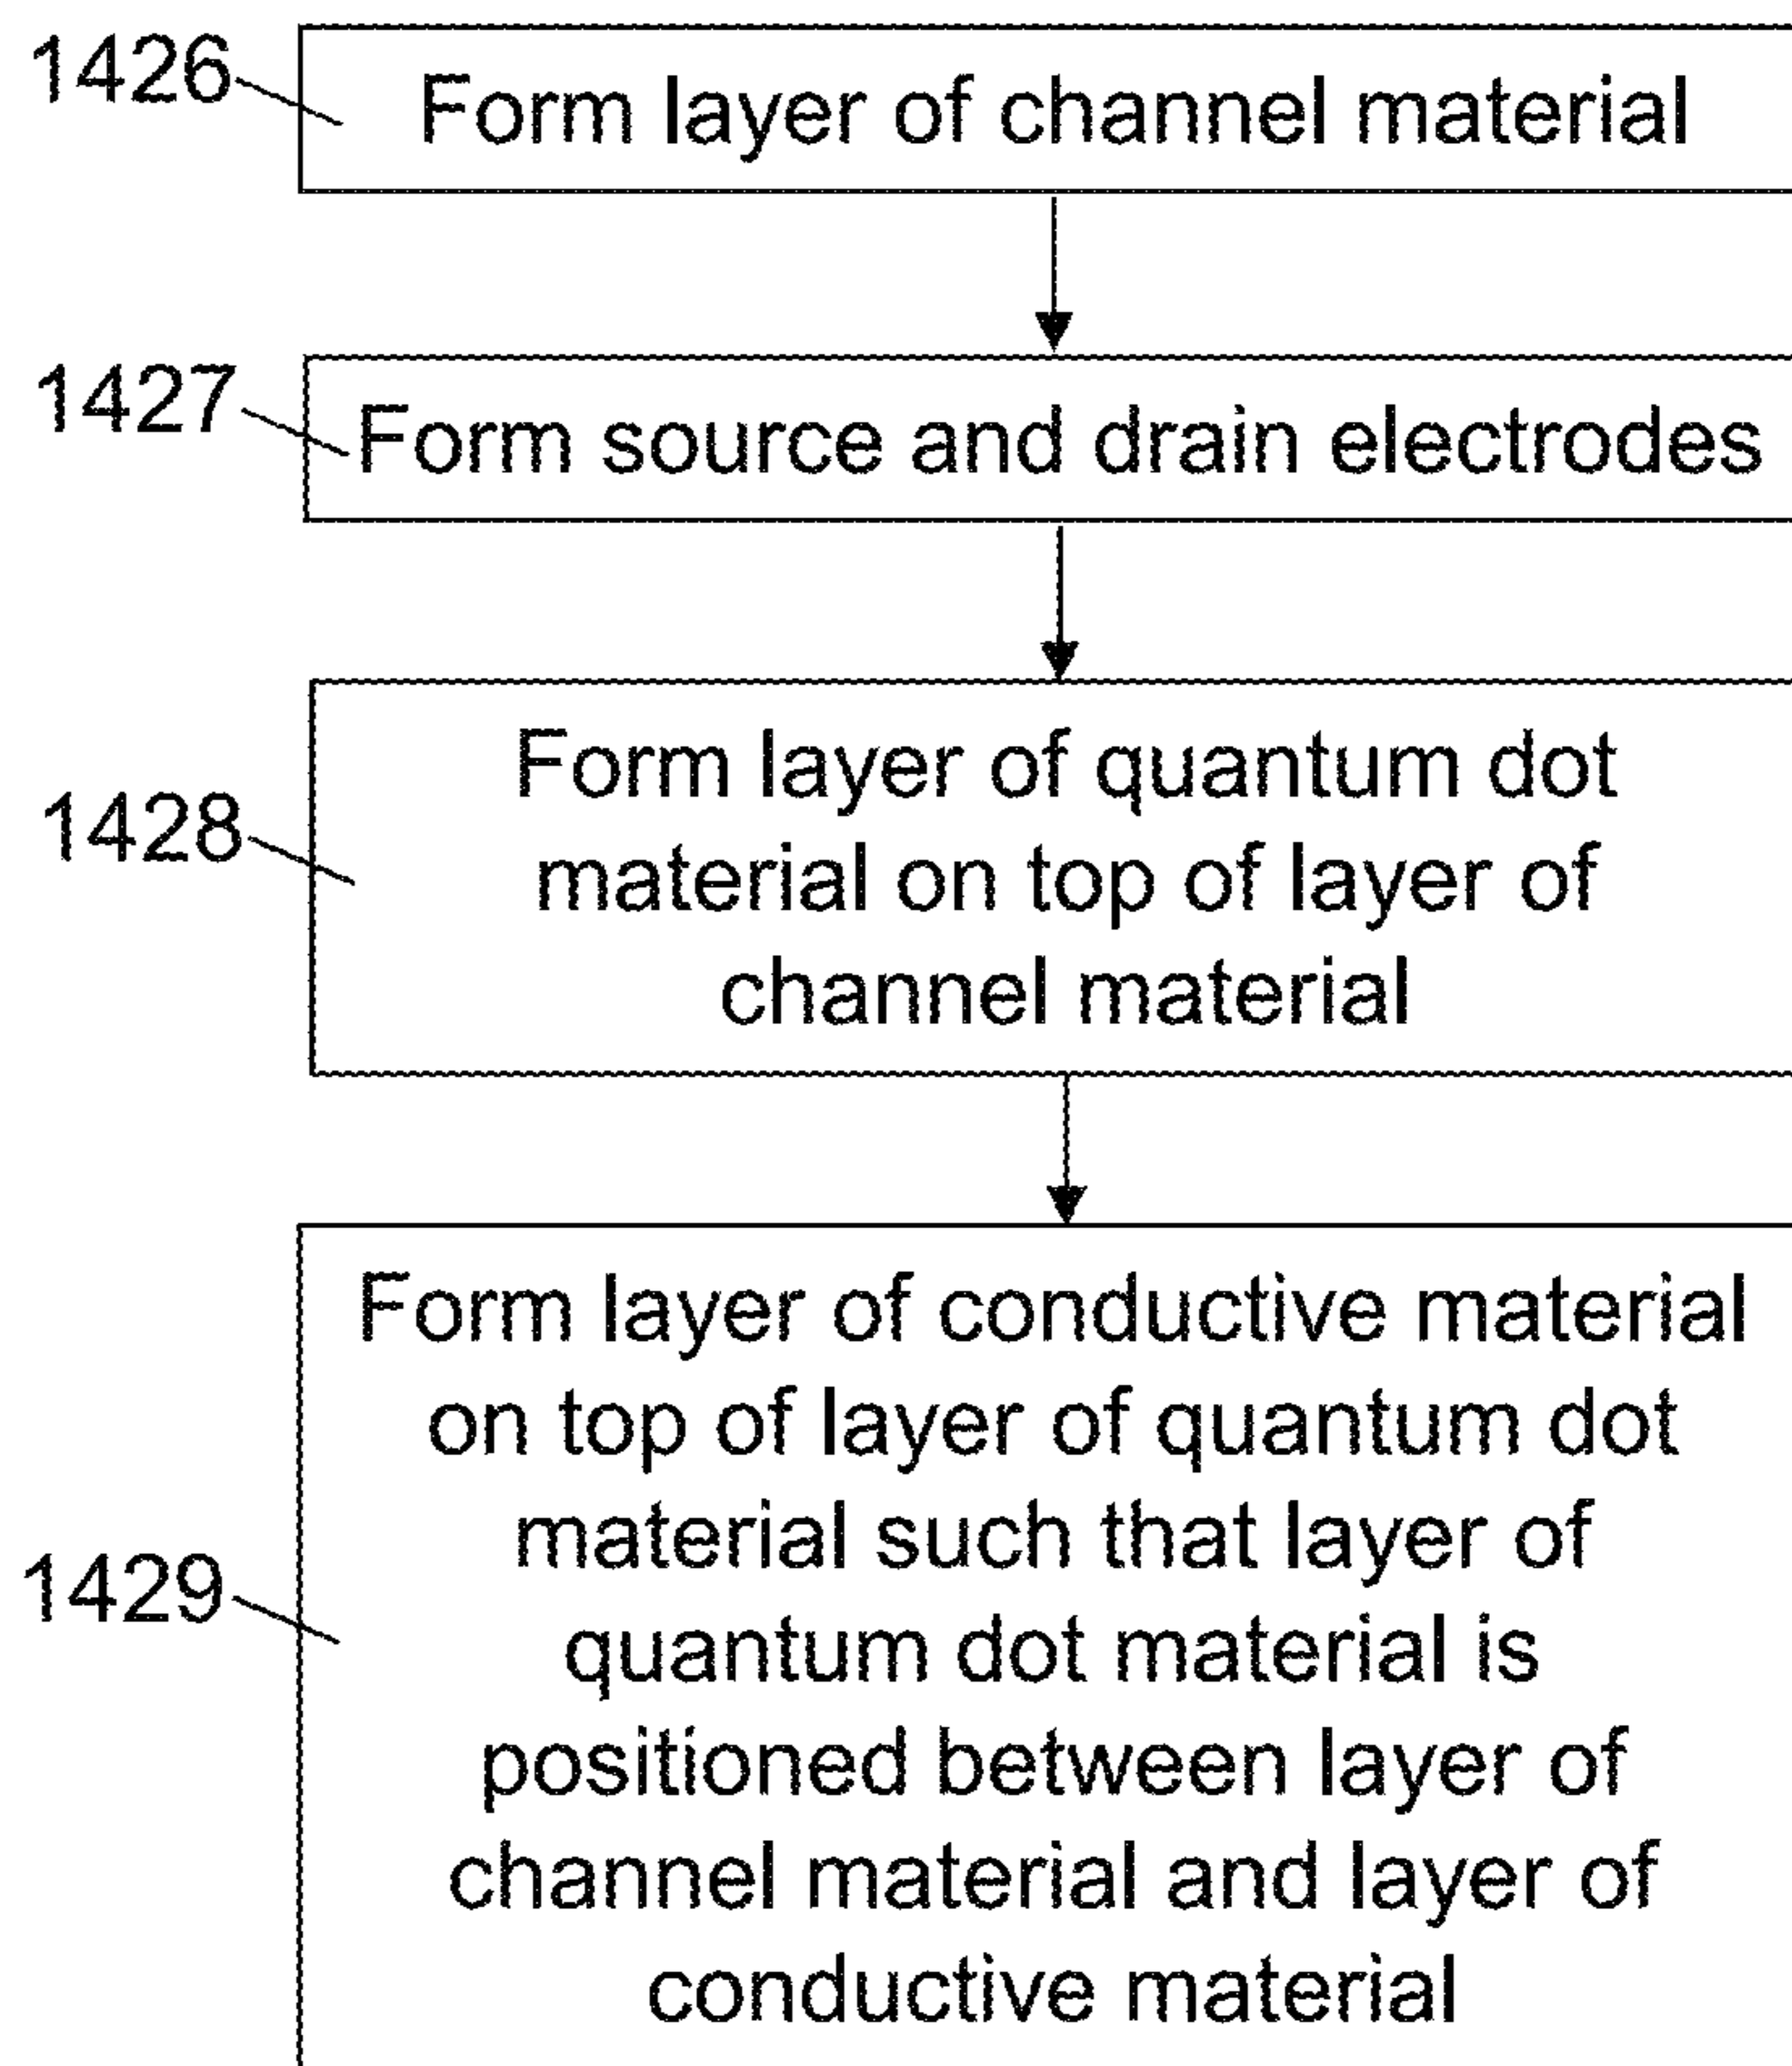 1426
Form layer of channel material
1427
Form source and drain electrodes
1428
Form layer of quantum dot
material on top of layer of
channel material
1429
Form layer of conductive material
on top of layer of quantum dot
material such that layer of
quantum dot material is
positioned between layer of
channel material and layer of
conductive material